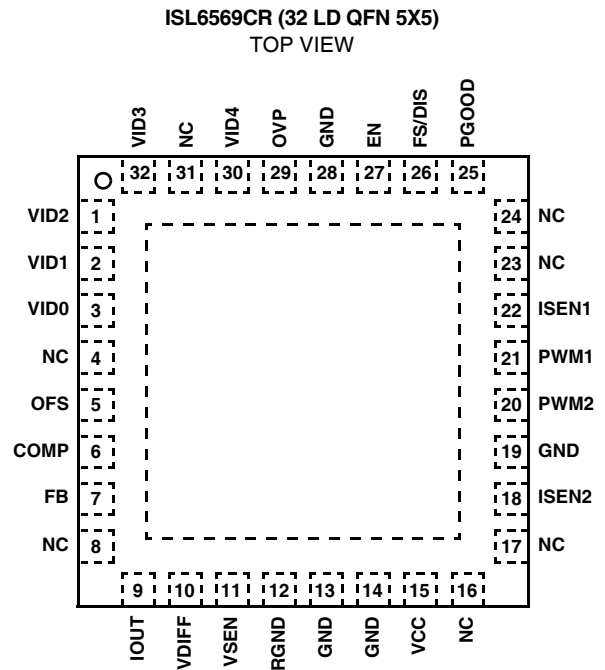 ISL6569CR (32 LD QFN 5X5)
TOP VIEW
VID3 NC VID4 OVP GND EN FS/DIS PGOOD
32 31 30 29 28 27 26 25
VID2 1 24 NC
VID1 2 23 NC
VID0 3 22 ISEN1
NC 4 21 PWM1
OFS 5 20 PWM2
COMP 6 19 GND
FB 7 18 ISEN2
NC 8 17 NC
9 10 11 12 13 14 15 16
IOUT VDIFF VSEN RGND GND GND VCC NC